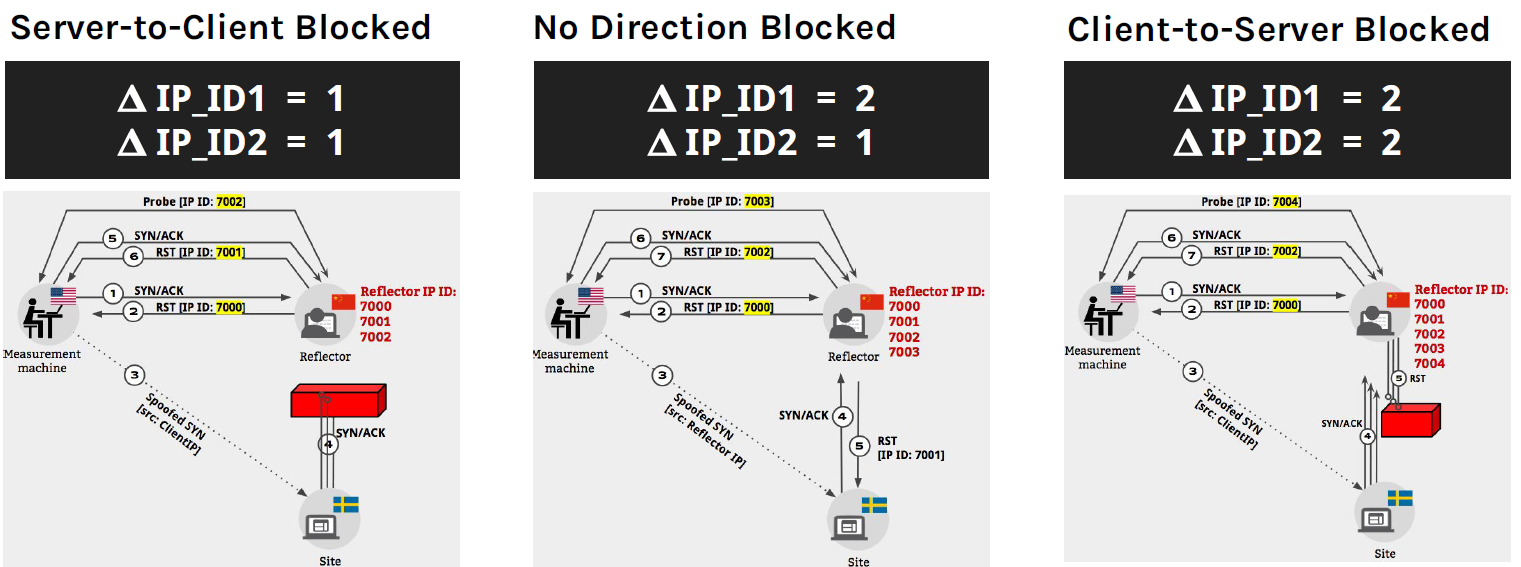 Server-to-Client Blocked
Δ IP_ID1 = 1
Δ IP_ID2 = 1
Probe [IP ID: 7002]
5 SYN/ACK
6 RST [IP ID: 7001]
1 SYN/ACK
2 RST [IP ID: 7000]
Reflector IP ID:
7000
7001
7002
Measurement
machine
Reflector
3
Spoofed SYN
[src: ClientIP]
SYN/ACK
4
Site
No Direction Blocked
Δ IP_ID1 = 2
Δ IP_ID2 = 1
Probe [IP ID: 7003]
6 SYN/ACK
7 RST [IP ID: 7002]
1 SYN/ACK
2 RST [IP ID: 7000]
Reflector IP ID:
7000
7001
7002
7003
Measurement
machine
Reflector
3
Spoofed SYN
[src: Reflector IP]
SYN/ACK 4
5 RST
[IP ID: 7001]
Site
Client-to-Server Blocked
Δ IP_ID1 = 2
Δ IP_ID2 = 2
Probe [IP ID: 7004]
6 SYN/ACK
7 RST [IP ID: 7002]
1 SYN/ACK
2 RST [IP ID: 7000]
Reflector IP ID:
7000
7001
7002
7003
7004
Measurement
machine
3
Spoofed SYN
[src: ClientIP]
5 RST
SYN/ACK
4
Site